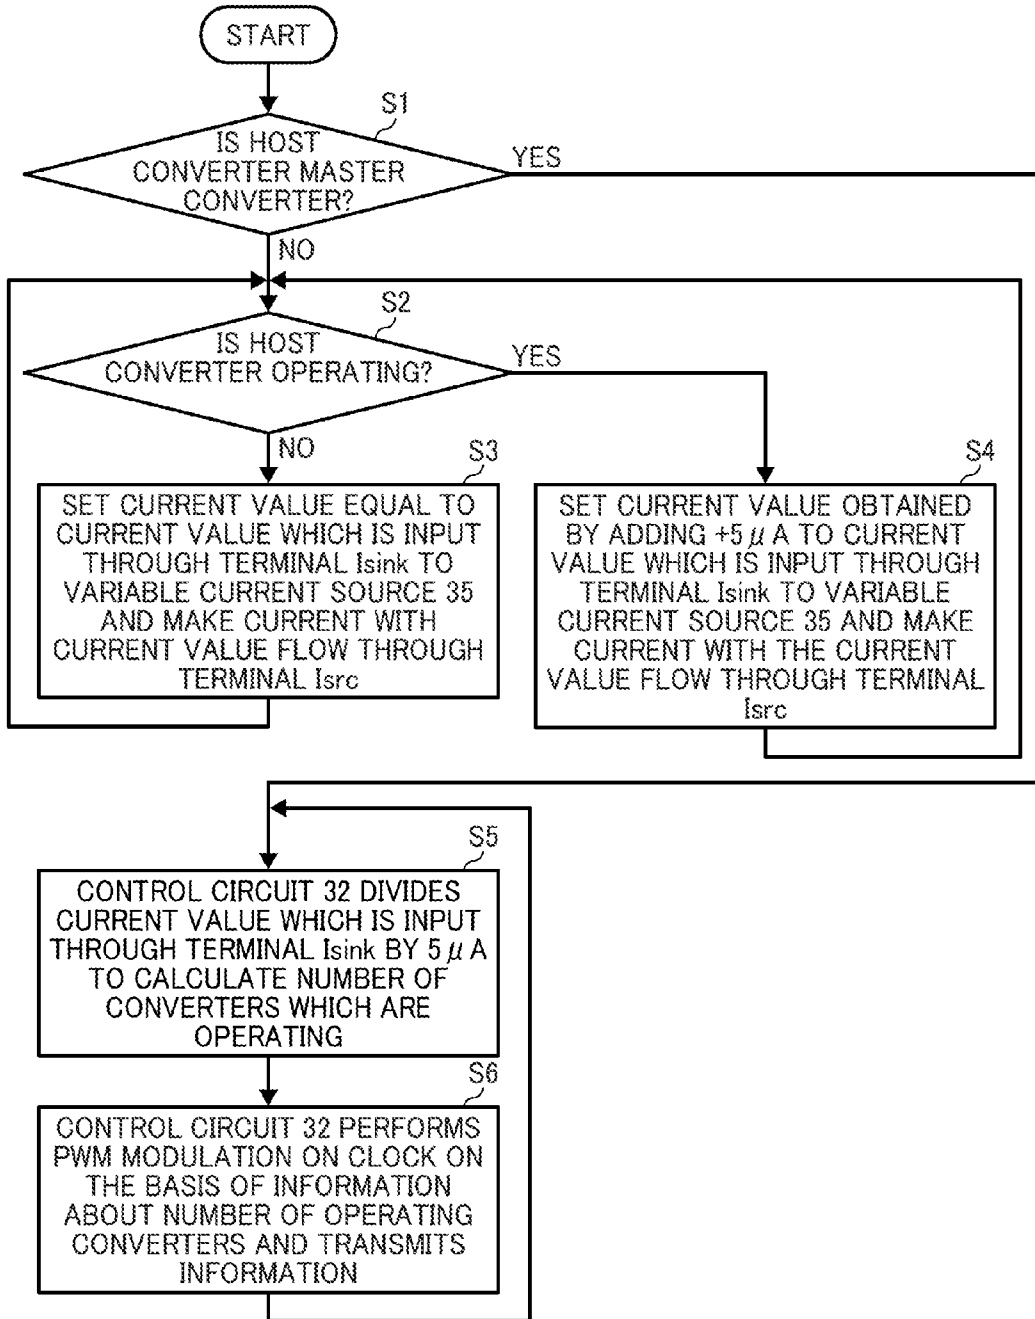 START
S1
IS HOST
CONVERTER MASTER
CONVERTER?
YES
NO
S2
IS HOST
CONVERTER OPERATING?
YES
NO
S3
SET CURRENT VALUE EQUAL TO
CURRENT VALUE WHICH IS INPUT
THROUGH TERMINAL Isink TO
VARIABLE CURRENT SOURCE 35
AND MAKE CURRENT WITH
CURRENT VALUE FLOW THROUGH
TERMINAL Isrc
S4
SET CURRENT VALUE OBTAINED
BY ADDING +5 μ A TO CURRENT
VALUE WHICH IS INPUT THROUGH
TERMINAL Isink TO VARIABLE
CURRENT SOURCE 35 AND MAKE
CURRENT WITH THE CURRENT
VALUE FLOW THROUGH TERMINAL
Isrc
S5
CONTROL CIRCUIT 32 DIVIDES
CURRENT VALUE WHICH IS INPUT
THROUGH TERMINAL Isink BY 5 μ A
TO CALCULATE NUMBER OF
CONVERTERS WHICH ARE
OPERATING
S6
CONTROL CIRCUIT 32 PERFORMS
PWM MODULATION ON CLOCK ON
THE BASIS OF INFORMATION
ABOUT NUMBER OF OPERATING
CONVERTERS AND TRANSMITS
INFORMATION